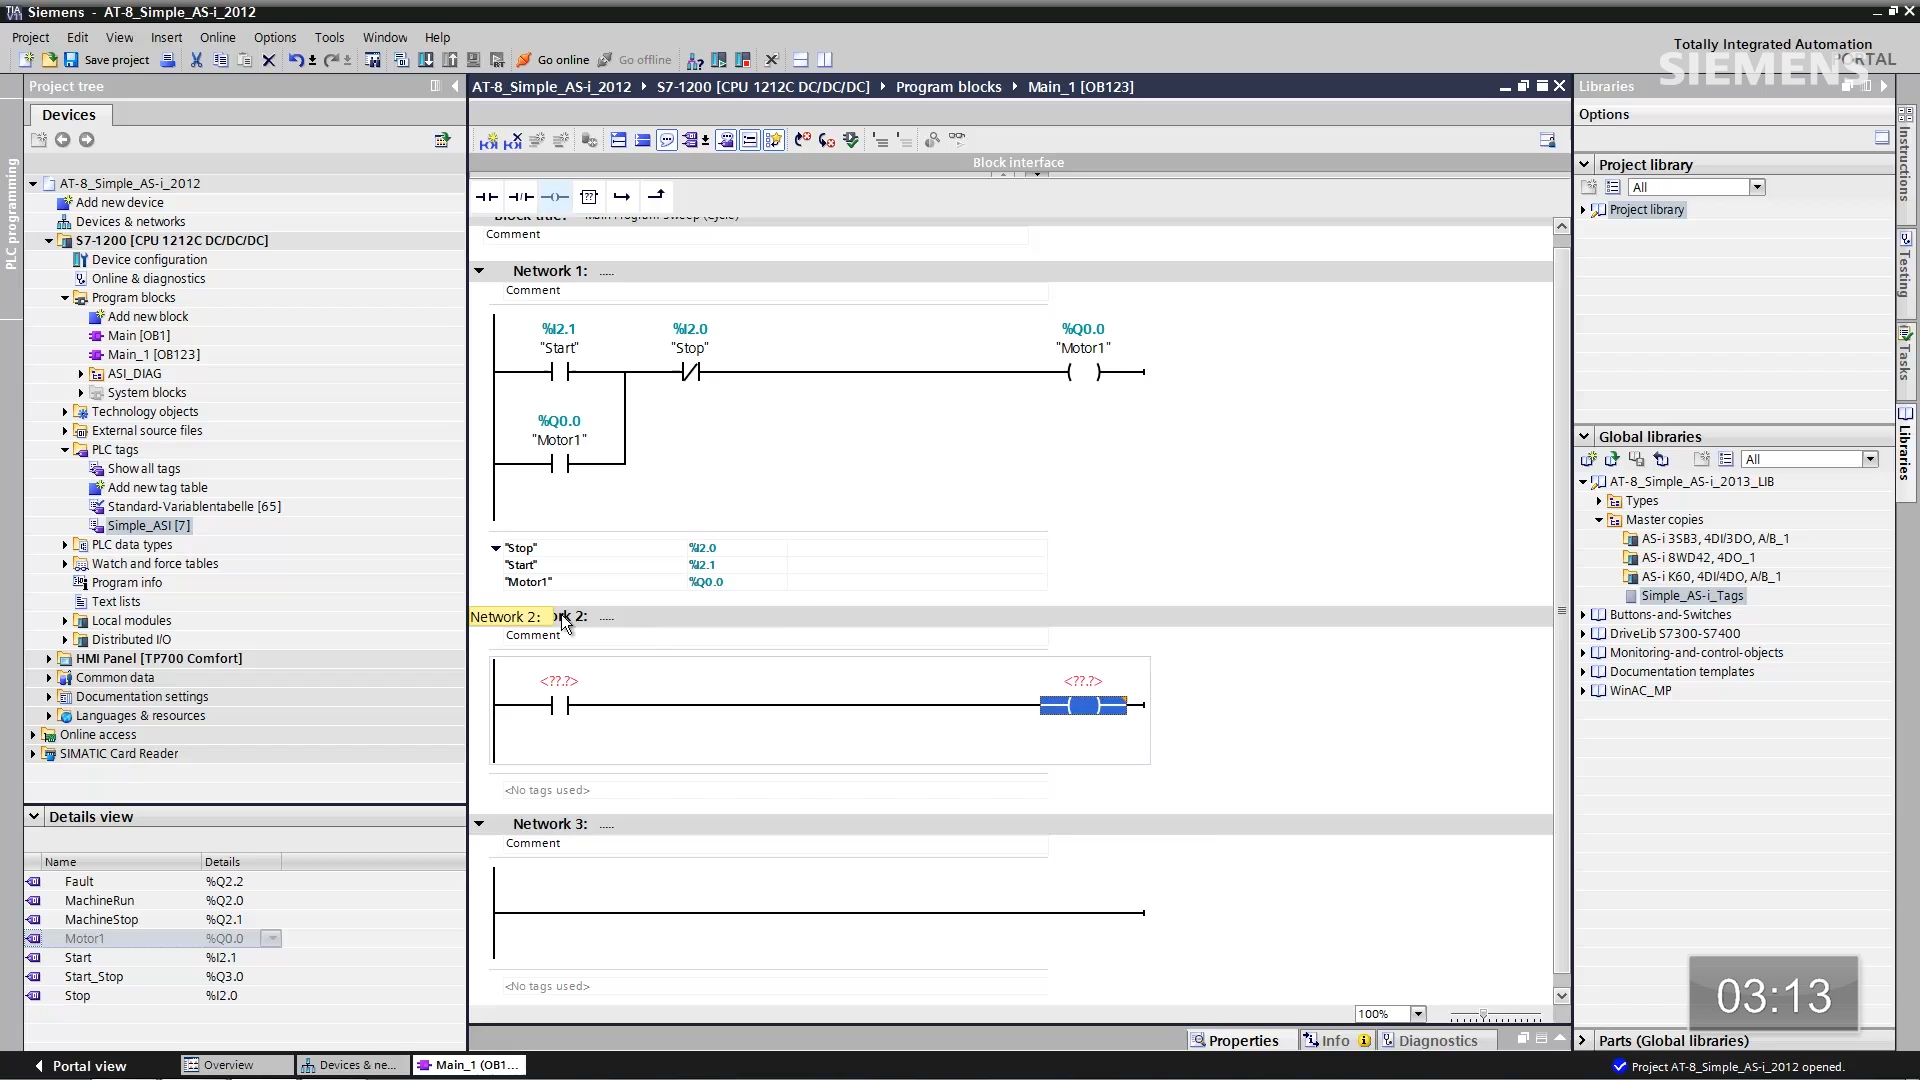 Siemens - AT-8_Simple_AS-i_2012
Project Edit View Insert Online Options Tools Window Help
Totally Integrated Automation
PORTAL
SIEMENS
Save project
Go online
Go offline
Project tree
AT-8_Simple_AS-i_2012 S7-1200 [CPU 1212C DC/DC/DC] Program blocks Main_1 [OB123]
Libraries
Devices
Options
PLC programming
Block interface
Block title: Main Program Sweep (Cycle)
Comment
AT-8_Simple_AS-i_2012
Add new device
Devices & networks
S7-1200 [CPU 1212C DC/DC/DC]
Device configuration
Online & diagnostics
Program blocks
Add new block
Main [OB1]
Main_1 [OB123]
ASI_DIAG
System blocks
Technology objects
External source files
PLC tags
Show all tags
Add new tag table
Standard-Variablentabelle [65]
Simple_ASI [7]
PLC data types
Watch and force tables
Program info
Text lists
Local modules
Distributed I/O
HMI Panel [TP700 Comfort]
Common data
Documentation settings
Languages & resources
Online access
SIMATIC Card Reader
Details view
Name Details
Fault %Q2.2
MachineRun %Q2.0
MachineStop %Q2.1
Motor1 %Q0.0
Start %I2.1
Start_Stop %Q3.0
Stop %I2.0
Network 1: .....
Comment
%I2.1 %I2.0 %Q0.0
"Start" "Stop" "Motor1"
%Q0.0
"Motor1"
"Stop" %I2.0
"Start" %I2.1
"Motor1" %Q0.0
Network 2: rk 2: .....
Comment
<??.?> <??.?>
<No tags used>
Network 3: .....
Comment
<No tags used>
100%
Properties Info Diagnostics
Project library
All
Project library
Global libraries
All
AT-8_Simple_AS-i_2013_LIB
Types
Master copies
AS-i 3SB3, 4DI/3DO, A/B_1
AS-i 8WD42, 4DO_1
AS-i K60, 4DI/4DO, A/B_1
Simple_AS-i_Tags
Buttons-and-Switches
DriveLib S7300-S7400
Monitoring-and-control-objects
Documentation templates
WinAC_MP
Parts (Global libraries)
Instructions
Testing
Tasks
Libraries
03:13
Portal view
Overview
Devices & ne...
Main_1 (OB1...
Project AT-8_Simple_AS-i_2012 opened.